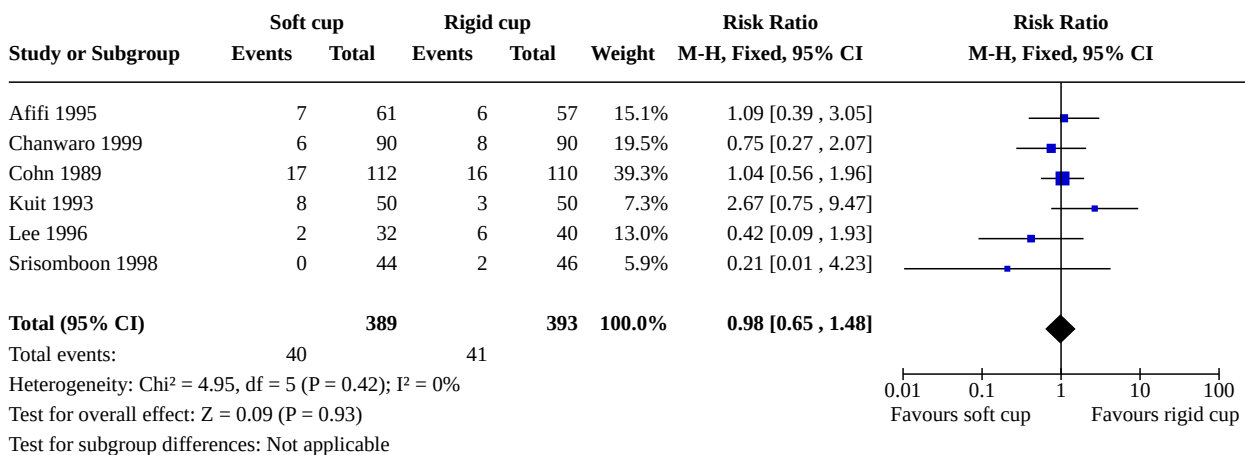 Soft cup Rigid cup Risk Ratio Risk Ratio
Study or Subgroup Events Total Events Total Weight M-H, Fixed, 95% CI M-H, Fixed, 95% CI
Afifi 1995 7 61 6 57 15.1% 1.09 [0.39 , 3.05]
Chanwaro 1999 6 90 8 90 19.5% 0.75 [0.27 , 2.07]
Cohn 1989 17 112 16 110 39.3% 1.04 [0.56 , 1.96]
Kuit 1993 8 50 3 50 7.3% 2.67 [0.75 , 9.47]
Lee 1996 2 32 6 40 13.0% 0.42 [0.09 , 1.93]
Srisomboon 1998 0 44 2 46 5.9% 0.21 [0.01 , 4.23]
Total (95% CI) 389 393 100.0% 0.98 [0.65 , 1.48]
Total events: 40 41
Heterogeneity: Chi² = 4.95, df = 5 (P = 0.42); I² = 0% 0.01 0.1 1 10 100
Test for overall effect: Z = 0.09 (P = 0.93) Favours soft cup Favours rigid cup
Test for subgroup differences: Not applicable